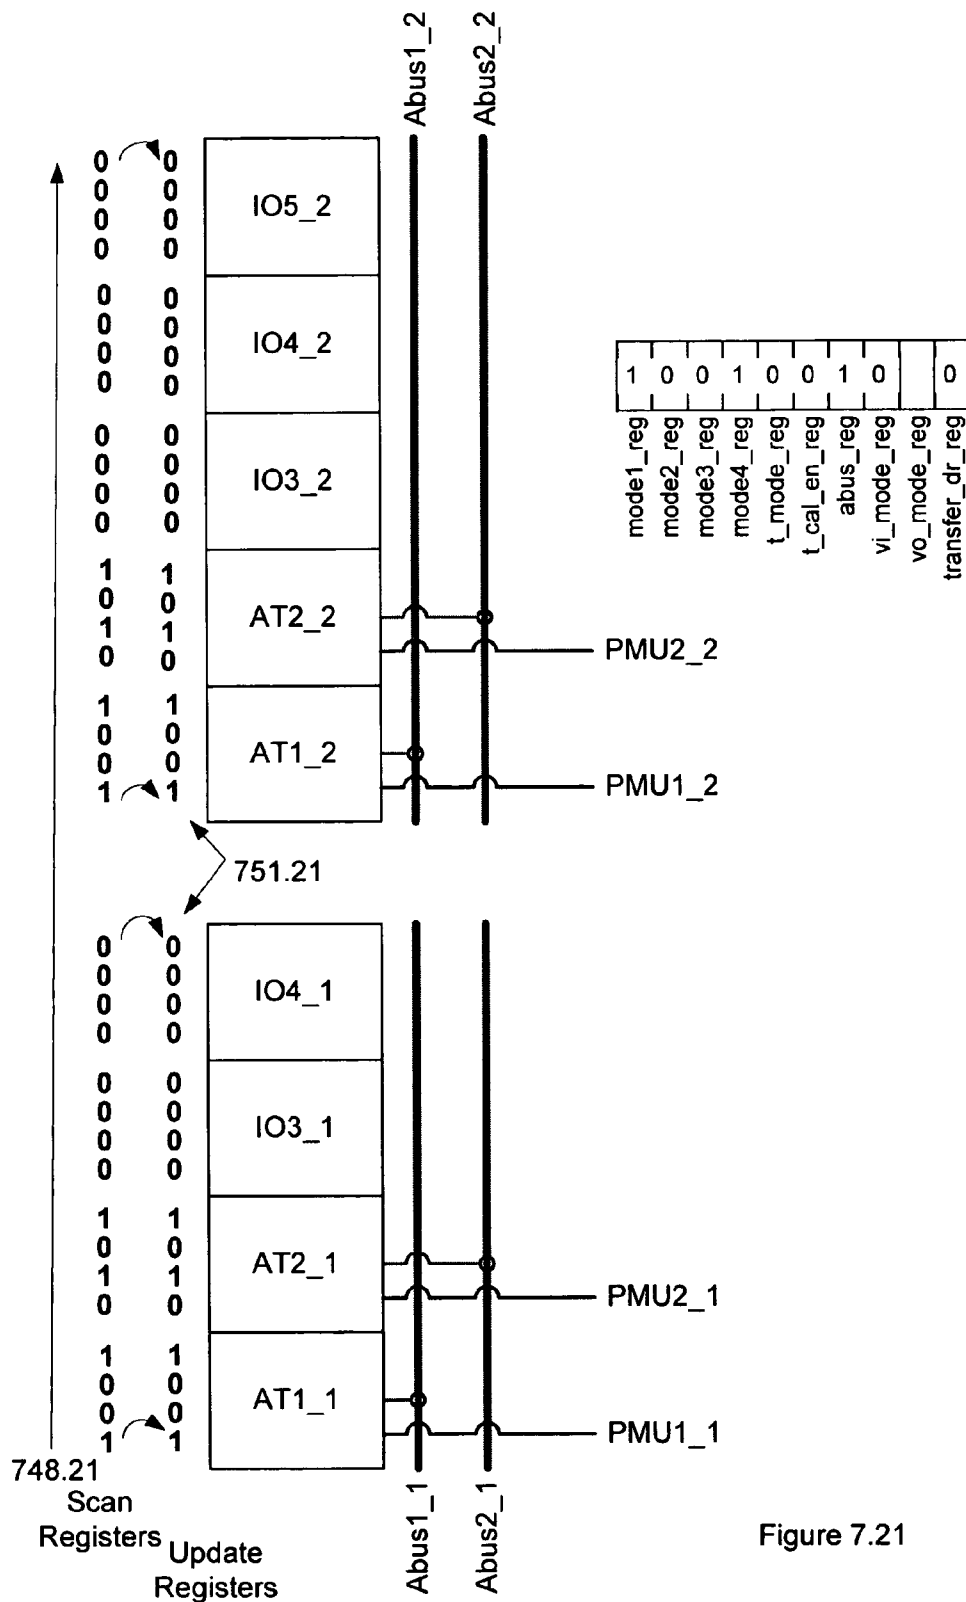 Abus1_2
Abus2_2
0 0
0 0
0 0
0 0
IO5_2
0 0
0 0
0 0
0 0
IO4_2
1 0 0 1 0 0 1 0 0
mode1_reg
mode2_reg
mode3_reg
mode4_reg
t_mode_reg
t_cal_en_reg
abus_reg
vi_mode_reg
vo_mode_reg
transfer_dr_reg
0 0
0 0
0 0
0 0
IO3_2
1 1
0 0
1 1
0 0
AT2_2
PMU2_2
1 1
0 0
0 0
1 1
AT1_2
PMU1_2
751.21
0 0
0 0
0 0
0 0
IO4_1
0 0
0 0
0 0
0 0
IO3_1
1 1
0 0
1 1
0 0
AT2_1
PMU2_1
1 1
0 0
0 0
1 1
AT1_1
PMU1_1
748.21
Scan
Registers
Update
Registers
Abus1_1
Abus2_1
Figure 7.21